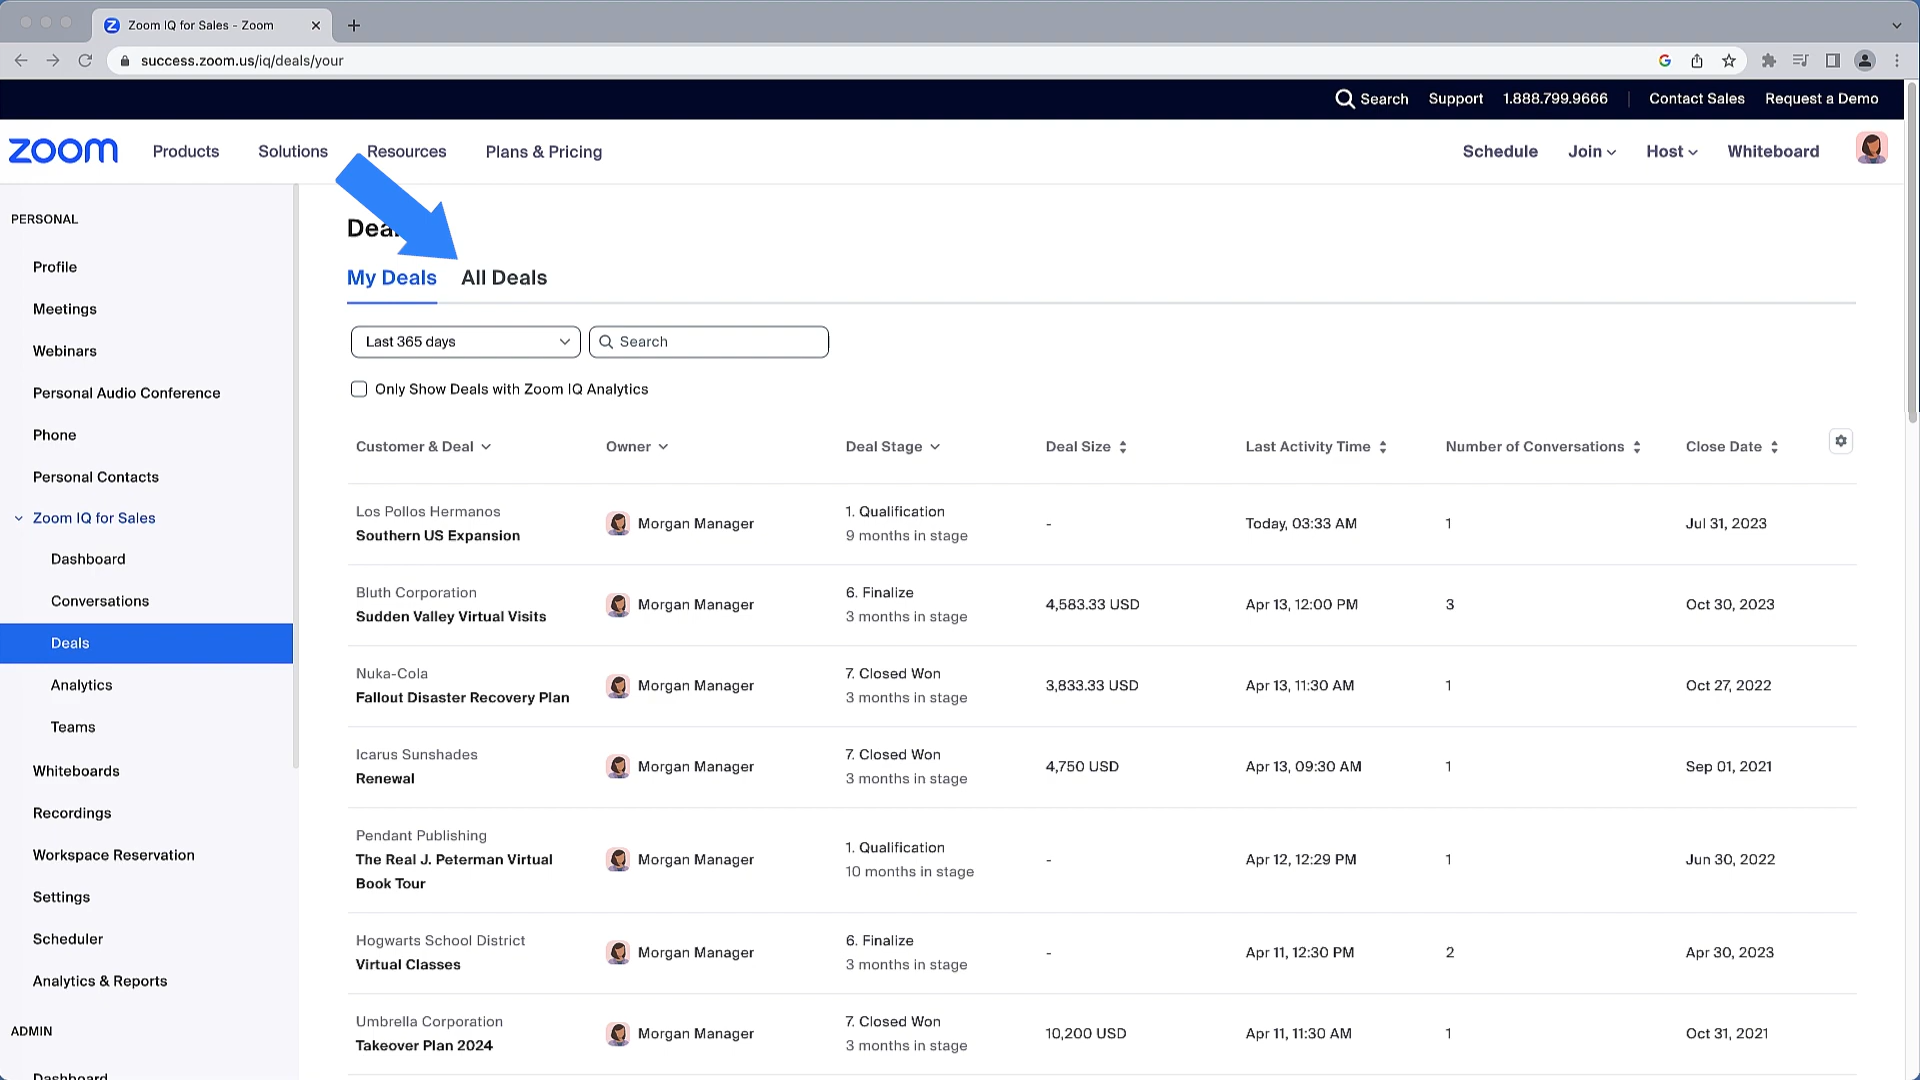 Zoom IQ for Sales - Zoom
success.zoom.us/iq/deals/your
Search Support 1.888.799.9666 Contact Sales Request a Demo
zoom Products Solutions Resources Plans & Pricing Schedule Join Host Whiteboard
PERSONAL
Profile
Meetings
Webinars
Personal Audio Conference
Phone
Personal Contacts
Zoom IQ for Sales
Dashboard
Conversations
Deals
Analytics
Teams
Whiteboards
Recordings
Workspace Reservation
Settings
Scheduler
Analytics & Reports
ADMIN
Dashboard
My Deals All Deals
Last 365 days Search
Only Show Deals with Zoom IQ Analytics
Customer & Deal Owner Deal Stage Deal Size Last Activity Time Number of Conversations Close Date
Los Pollos Hermanos
Southern US Expansion
Morgan Manager
1. Qualification
9 months in stage
-
Today, 03:33 AM
1
Jul 31, 2023
Bluth Corporation
Sudden Valley Virtual Visits
Morgan Manager
6. Finalize
3 months in stage
4,583.33 USD
Apr 13, 12:00 PM
3
Oct 30, 2023
Nuka-Cola
Fallout Disaster Recovery Plan
Morgan Manager
7. Closed Won
3 months in stage
3,833.33 USD
Apr 13, 11:30 AM
1
Oct 27, 2022
Icarus Sunshades
Renewal
Morgan Manager
7. Closed Won
3 months in stage
4,750 USD
Apr 13, 09:30 AM
1
Sep 01, 2021
Pendant Publishing
The Real J. Peterman Virtual
Book Tour
Morgan Manager
1. Qualification
10 months in stage
-
Apr 12, 12:29 PM
1
Jun 30, 2022
Hogwarts School District
Virtual Classes
Morgan Manager
6. Finalize
3 months in stage
-
Apr 11, 12:30 PM
2
Apr 30, 2023
Umbrella Corporation
Takeover Plan 2024
Morgan Manager
7. Closed Won
3 months in stage
10,200 USD
Apr 11, 11:30 AM
1
Oct 31, 2021